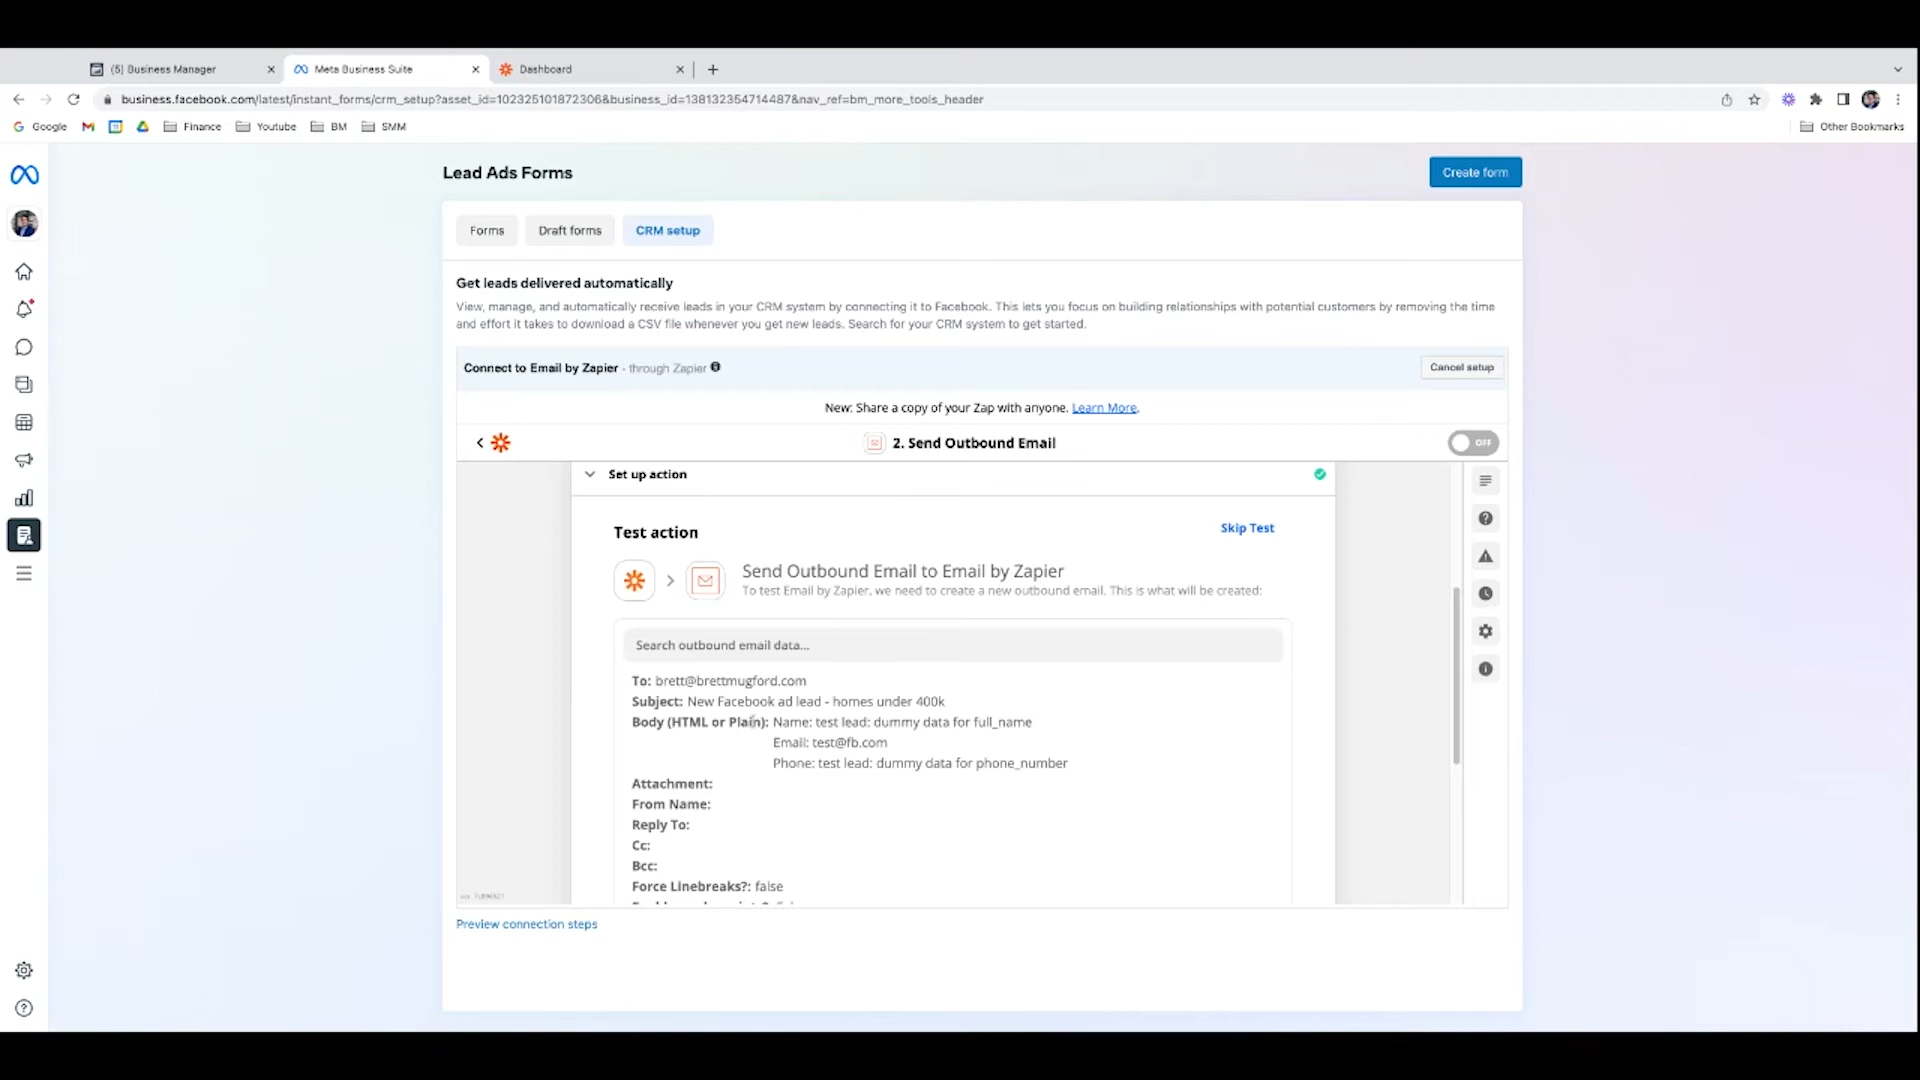 (5) Business Manager
Meta Business Suite
Dashboard
business.facebook.com/latest/instant_forms/crm_setup?asset_id=102325101872306&business_id=138132354714487&nav_ref=bm_more_tools_header
Google
Finance
Youtube
BM
SMM
Other Bookmarks
Lead Ads Forms
Create form
Forms
Draft forms
CRM setup
Get leads delivered automatically
View, manage, and automatically receive leads in your CRM system by connecting it to Facebook. This lets you focus on building relationships with potential customers by removing the time
and effort it takes to download a CSV file whenever you get new leads. Search for your CRM system to get started.
Connect to Email by Zapier - through Zapier
Cancel setup
New: Share a copy of your Zap with anyone. Learn More.
2. Send Outbound Email
OFF
Set up action
Test action
Skip Test
Send Outbound Email to Email by Zapier
To test Email by Zapier, we need to create a new outbound email. This is what will be created:
Search outbound email data...
To: brett@brettmugford.com
Subject: New Facebook ad lead - homes under 400k
Body (HTML or Plain): Name: test lead: dummy data for full_name
Email: test@fb.com
Phone: test lead: dummy data for phone_number
Attachment:
From Name:
Reply To:
Cc:
Bcc:
Force Linebreaks?: false
Preview connection steps